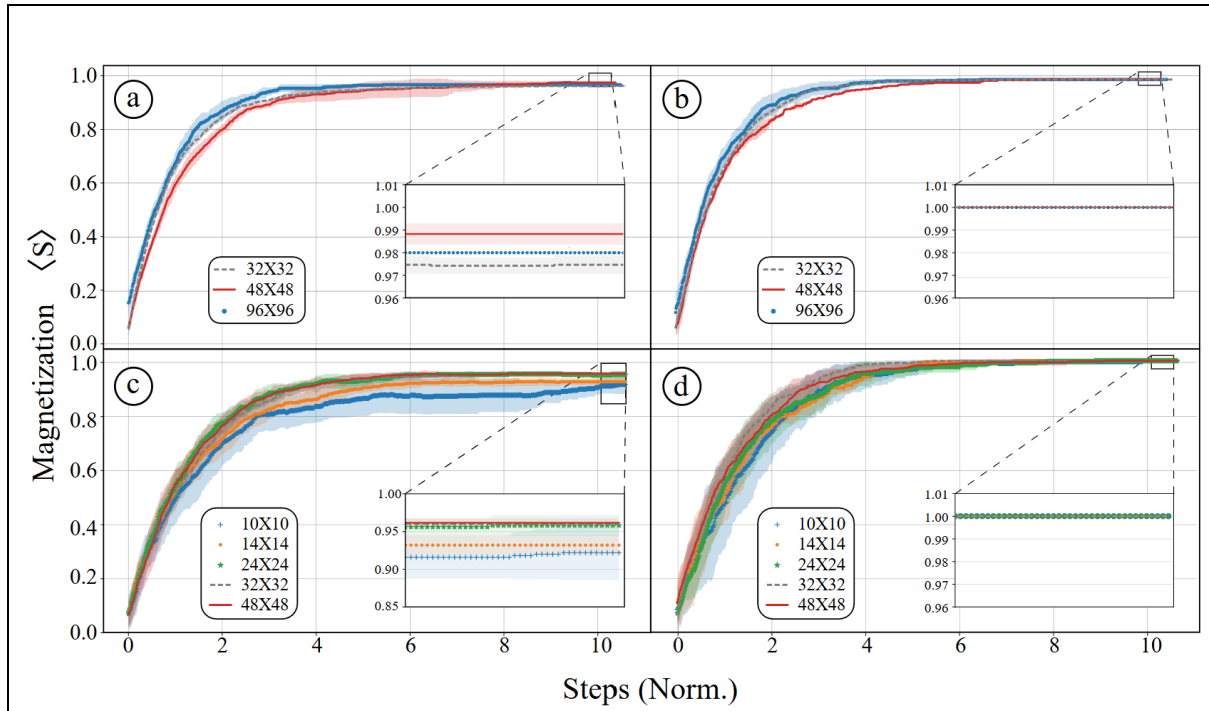 a
1.0
0.8
0.6
0.4
0.2
0.0
1.01
1.00
0.99
0.98
0.97
0.96
32X32
48X48
96X96
b
1.01
1.00
0.99
0.98
0.97
0.96
32X32
48X48
96X96
Magnetization ⟨S⟩
c
1.0
0.8
0.6
0.4
0.2
0.0
1.00
0.95
0.90
0.85
10X10
14X14
24X24
32X32
48X48
0 2 4 6 8 10
d
1.01
1.00
0.99
0.98
0.97
0.96
10X10
14X14
24X24
32X32
48X48
0 2 4 6 8 10
Steps (Norm.)